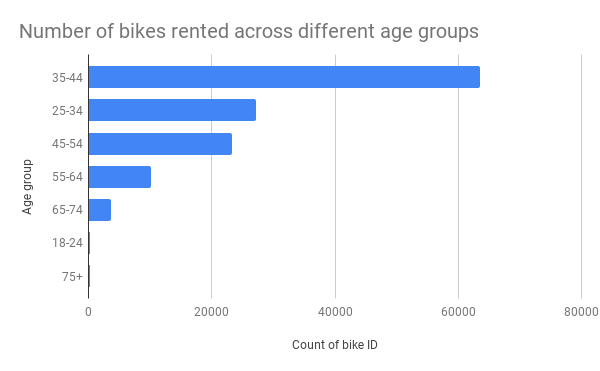 Number of bikes rented across different age groups
Age group
35-44
25-34
45-54
55-64
65-74
18-24
75+
0 20000 40000 60000 80000
Count of bike ID